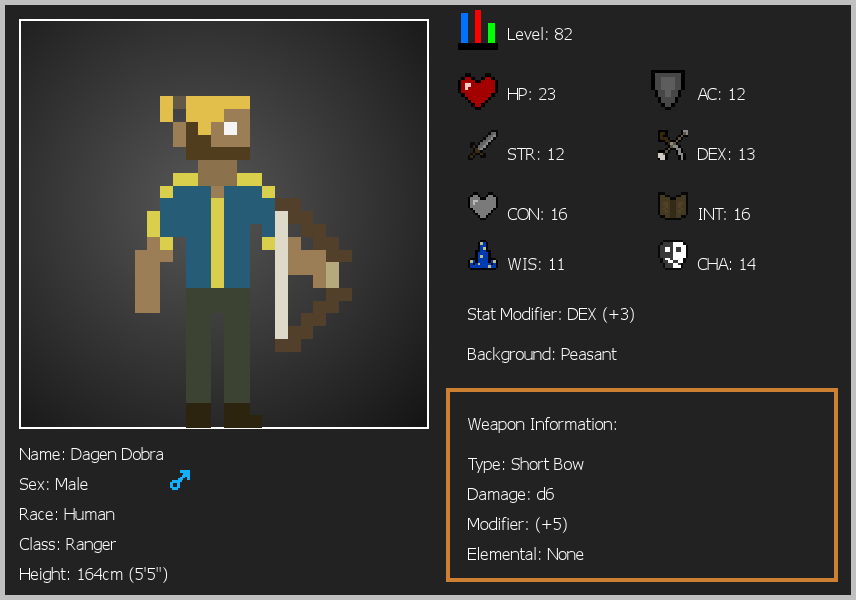 Level: 82
HP: 23
AC: 12
STR: 12
DEX: 13
CON: 16
INT: 16
WIS: 11
CHA: 14
Stat Modifier: DEX (+3)
Background: Peasant
Weapon Information:
Type: Short Bow
Damage: d6
Modifier: (+5)
Elemental: None
Name: Dagen Dobra
Sex: Male
Race: Human
Class: Ranger
Height: 164cm (5'5")